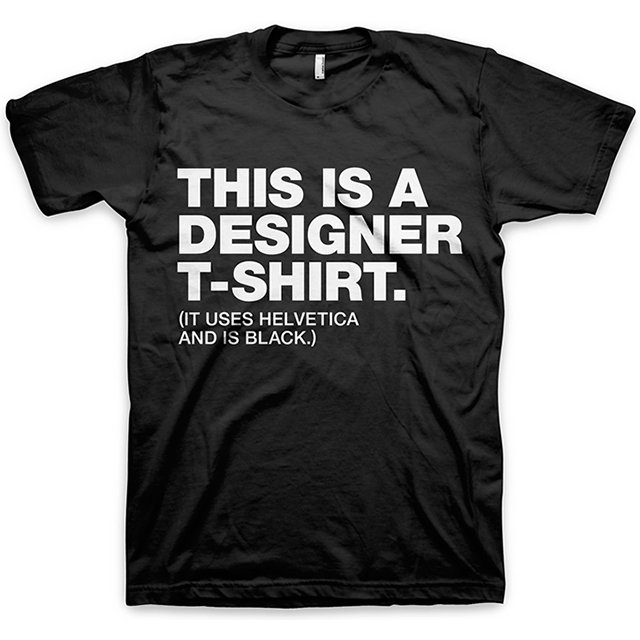 THIS IS A
DESIGNER
T-SHIRT.
(IT USES HELVETICA
AND IS BLACK.)